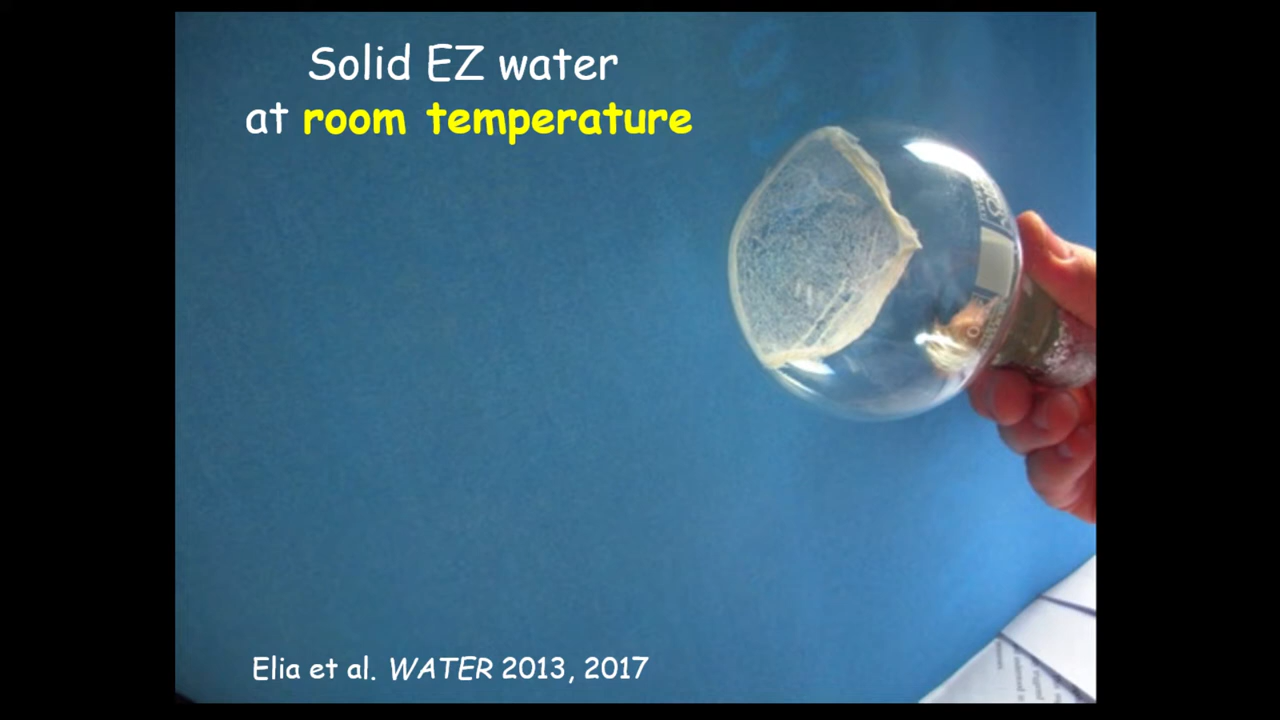 Solid EZ water
at room temperature
Elia et al. WATER 2013, 2017